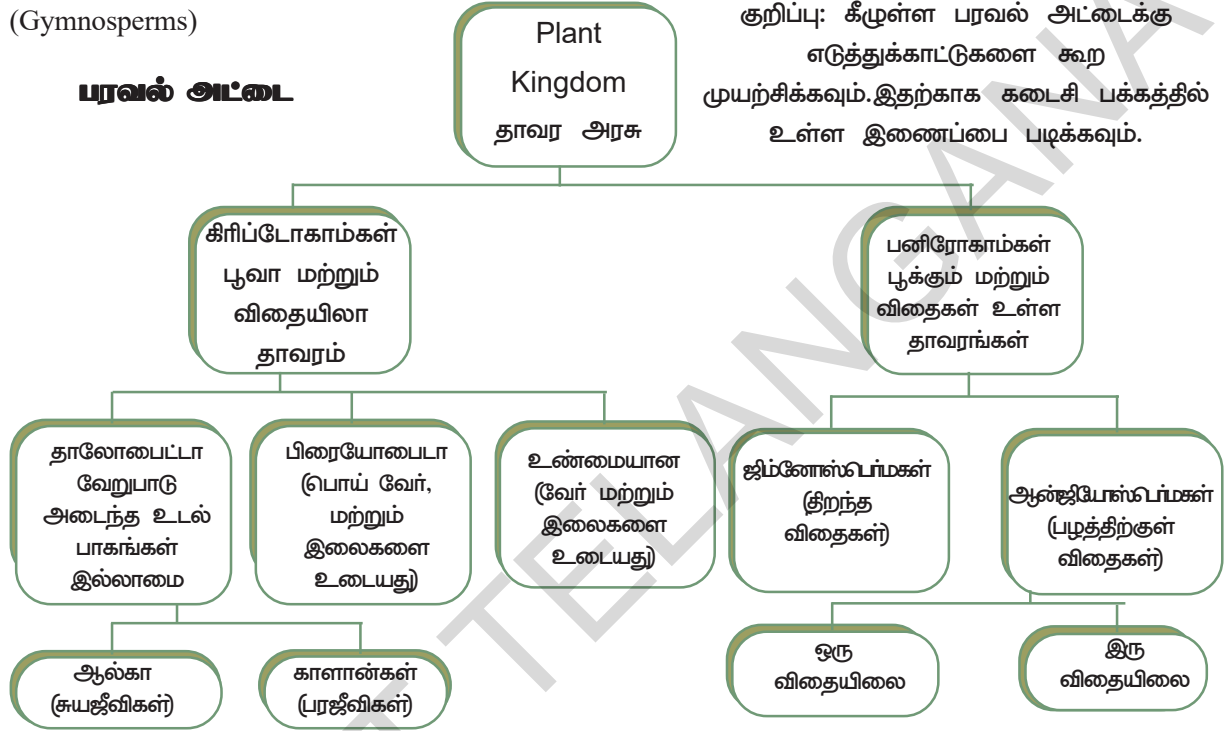 (Gymnosperms)
பரவல் அட்டை
Plant
Kingdom
தாவர அரசு
குறிப்பு: கீழுள்ள பரவல் அட்டைக்கு
எடுத்துக்காட்டுகளை கூற
முயற்சிக்கவும்.இதற்காக கடைசி பக்கத்தில்
உள்ள இணைப்பை படிக்கவும்.
கிரிப்டோகாம்கள்
பூவா மற்றும்
விதையிலா
தாவரம்
பனிரோகாம்கள்
பூக்கும் மற்றும்
விதைகள் உள்ள
தாவரங்கள்
தாலோபைட்டா
வேறுபாடு
அடைந்த உடல்
பாகங்கள்
இல்லாமை
பிரையோபைடா
(பொய் வேர்,
மற்றும்
இலைகளை
உடையது)
உண்மையான
(வேர் மற்றும்
இலைகளை
உடையது)
ஜிம்னோஸ்பெர்மகள்
(திறந்த
விதைகள்)
ஆன்ஜியோஸ்பெர்மகள்
(பழத்திற்குள்
விதைகள்)
ஆல்கா
(சுயஜீவிகள்)
காளான்கள்
(பரஜீவிகள்)
ஒரு
விதையிலை
இரு
விதையிலை
T TELANGANA